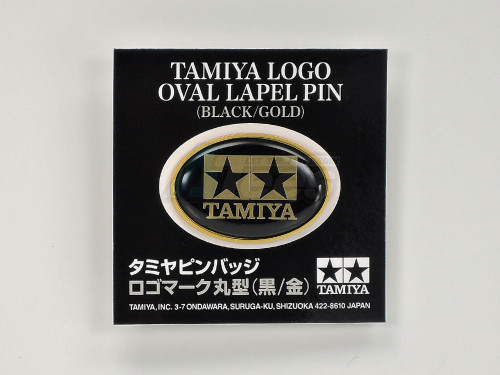 TAMIYA LOGO
OVAL LAPEL PIN
(BLACK/GOLD)
TAMIYA
タミヤピンバッジ
ロゴマーク丸型(黒/金)
TAMIYA
TAMIYA, INC. 3-7 ONDAWARA, SURUGA-KU, SHIZUOKA 422-8610 JAPAN